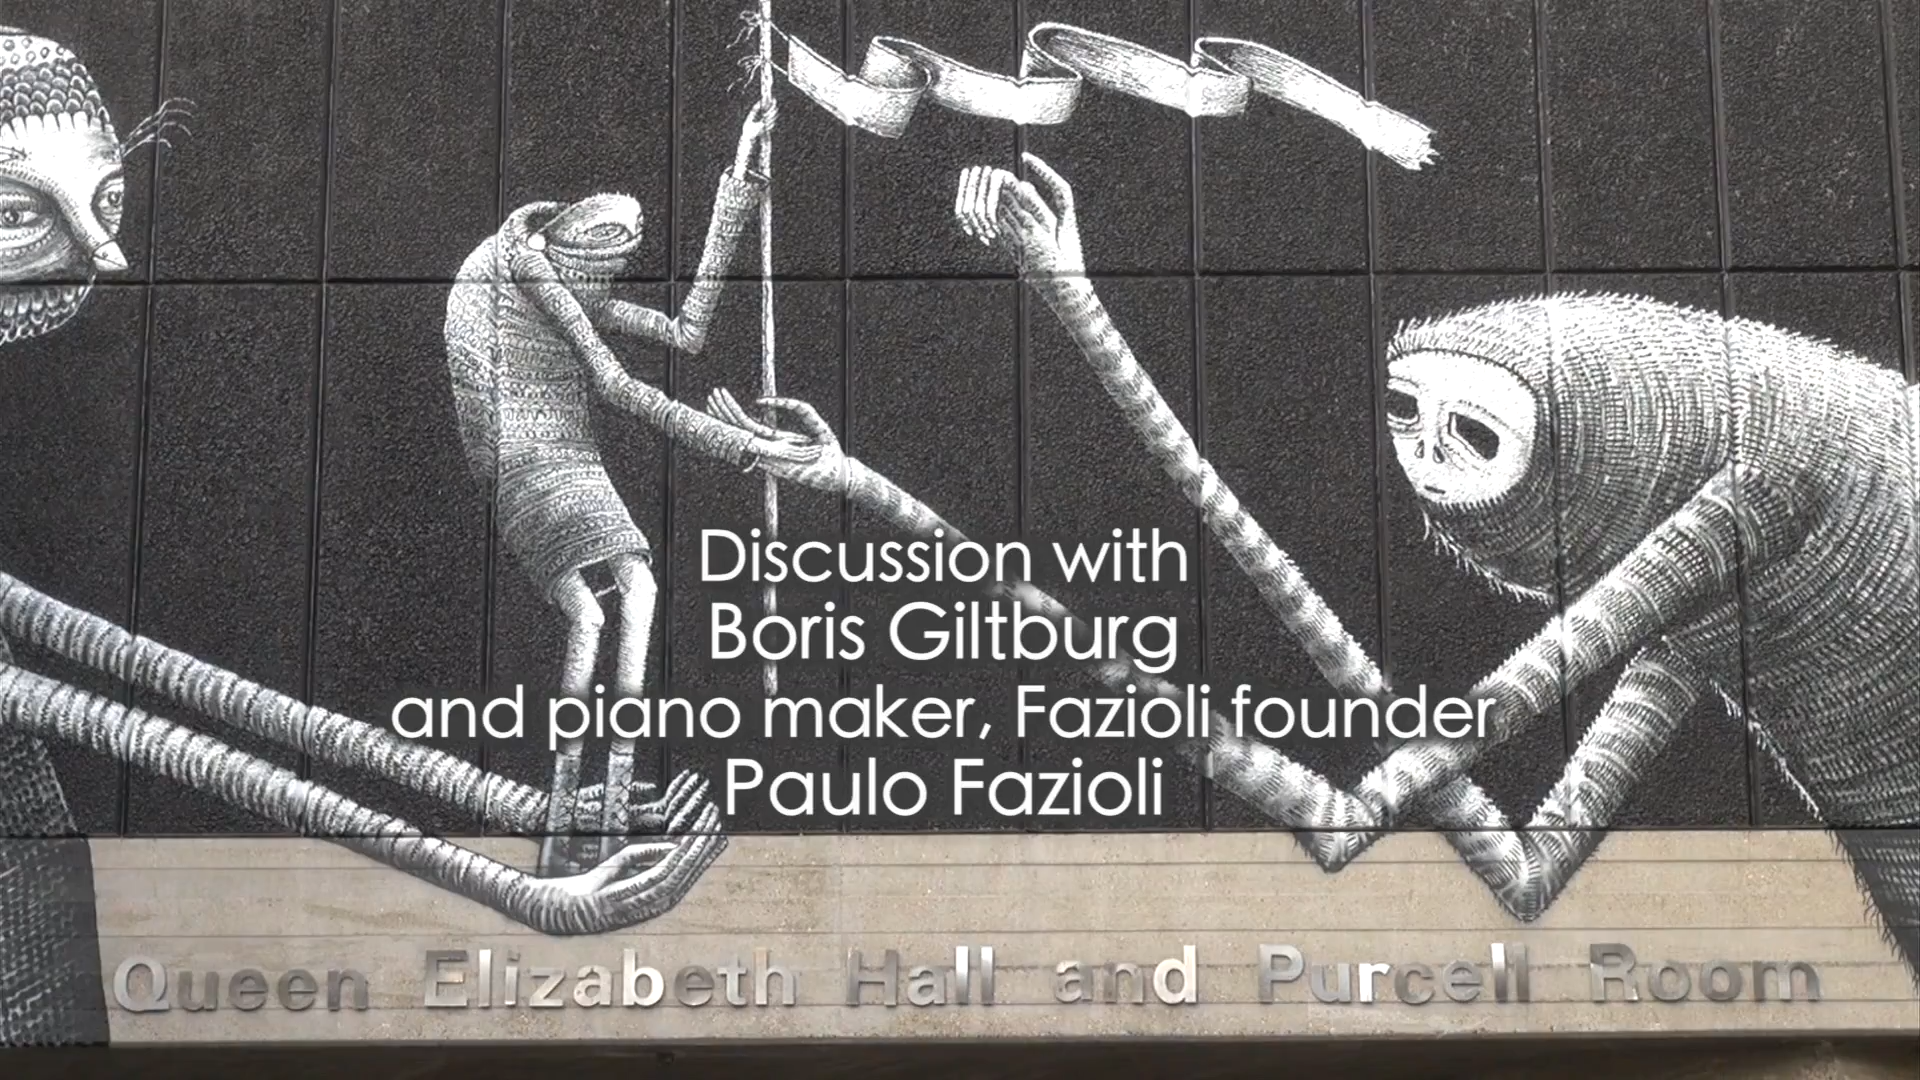 Discussion with
Boris Giltburg
and piano maker, Fazioli founder
Paulo Fazioli
Queen Elizabeth Hall and Purcell Room